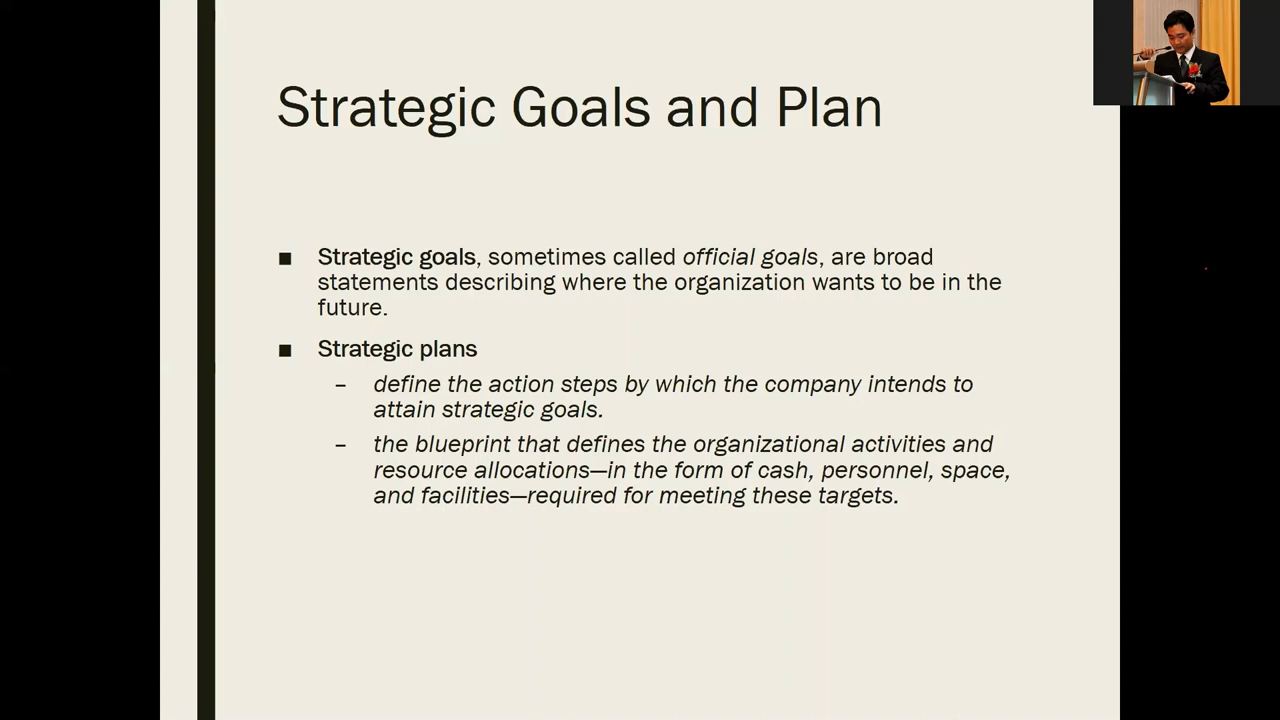 Strategic Goals and Plan
■ Strategic goals, sometimes called official goals, are broad
statements describing where the organization wants to be in the
future.
■ Strategic plans
– define the action steps by which the company intends to
attain strategic goals.
– the blueprint that defines the organizational activities and
resource allocations—in the form of cash, personnel, space,
and facilities—required for meeting these targets.